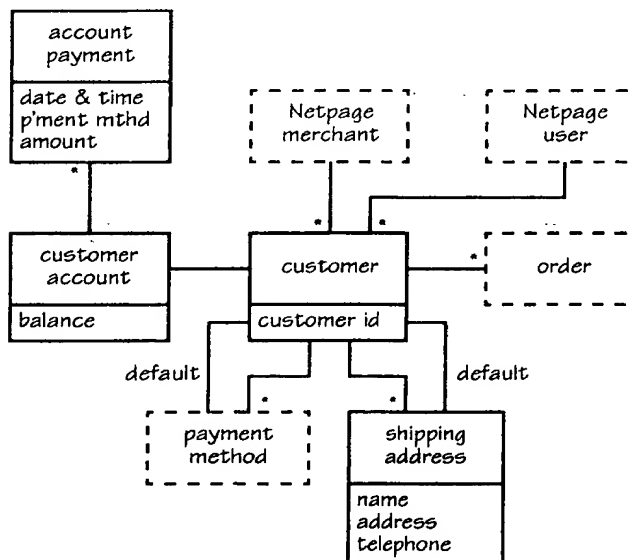 account
payment
date & time
p'ment mthd
amount
*
Netpage
merchant
Netpage
user
*
*
customer
account
balance
customer
customer id
*
order
default
default
*
*
payment
method
shipping
address
name
address
telephone